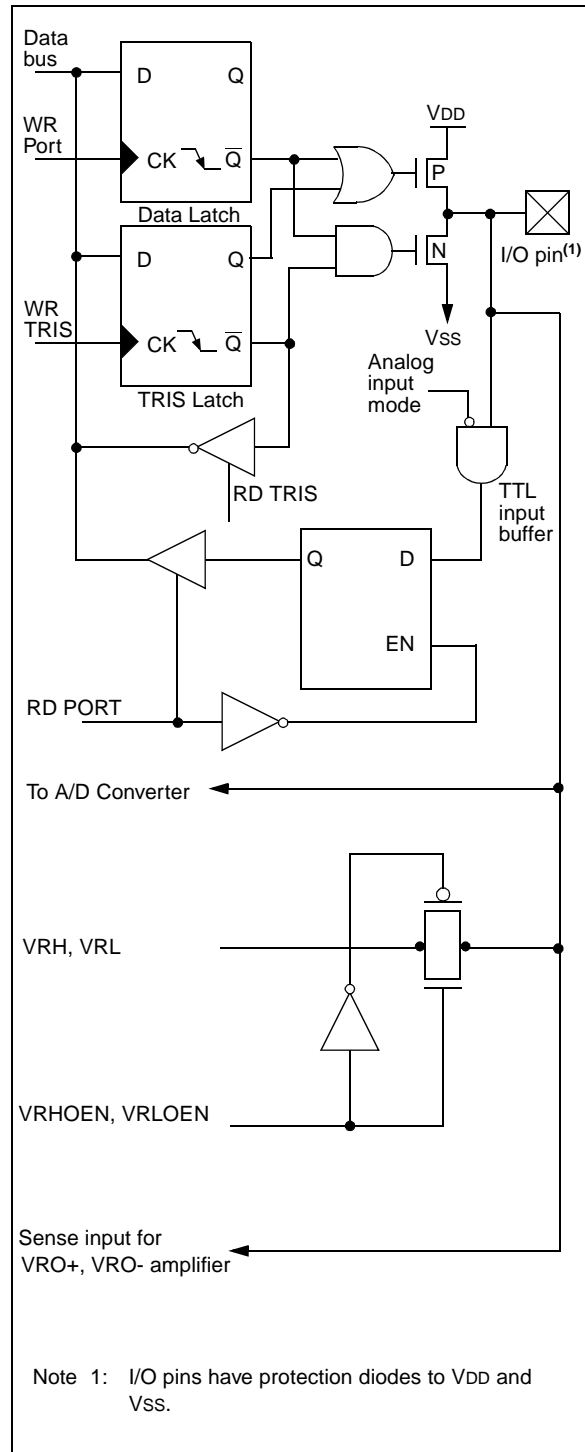 Data
bus
D
Q
VDD
WR
Port
CK
Q
P
Data Latch
I/O pin(1)
D
Q
N
WR
TRIS
CK
Q
VSS
TRIS Latch
Analog
input
mode
RD TRIS
TTL
input
buffer
Q
D
EN
RD PORT
To A/D Converter
VRH, VRL
VRHOEN, VRLOEN
Sense input for
VRO+, VRO- amplifier
Note 1: I/O pins have protection diodes to VDD and
VSS.